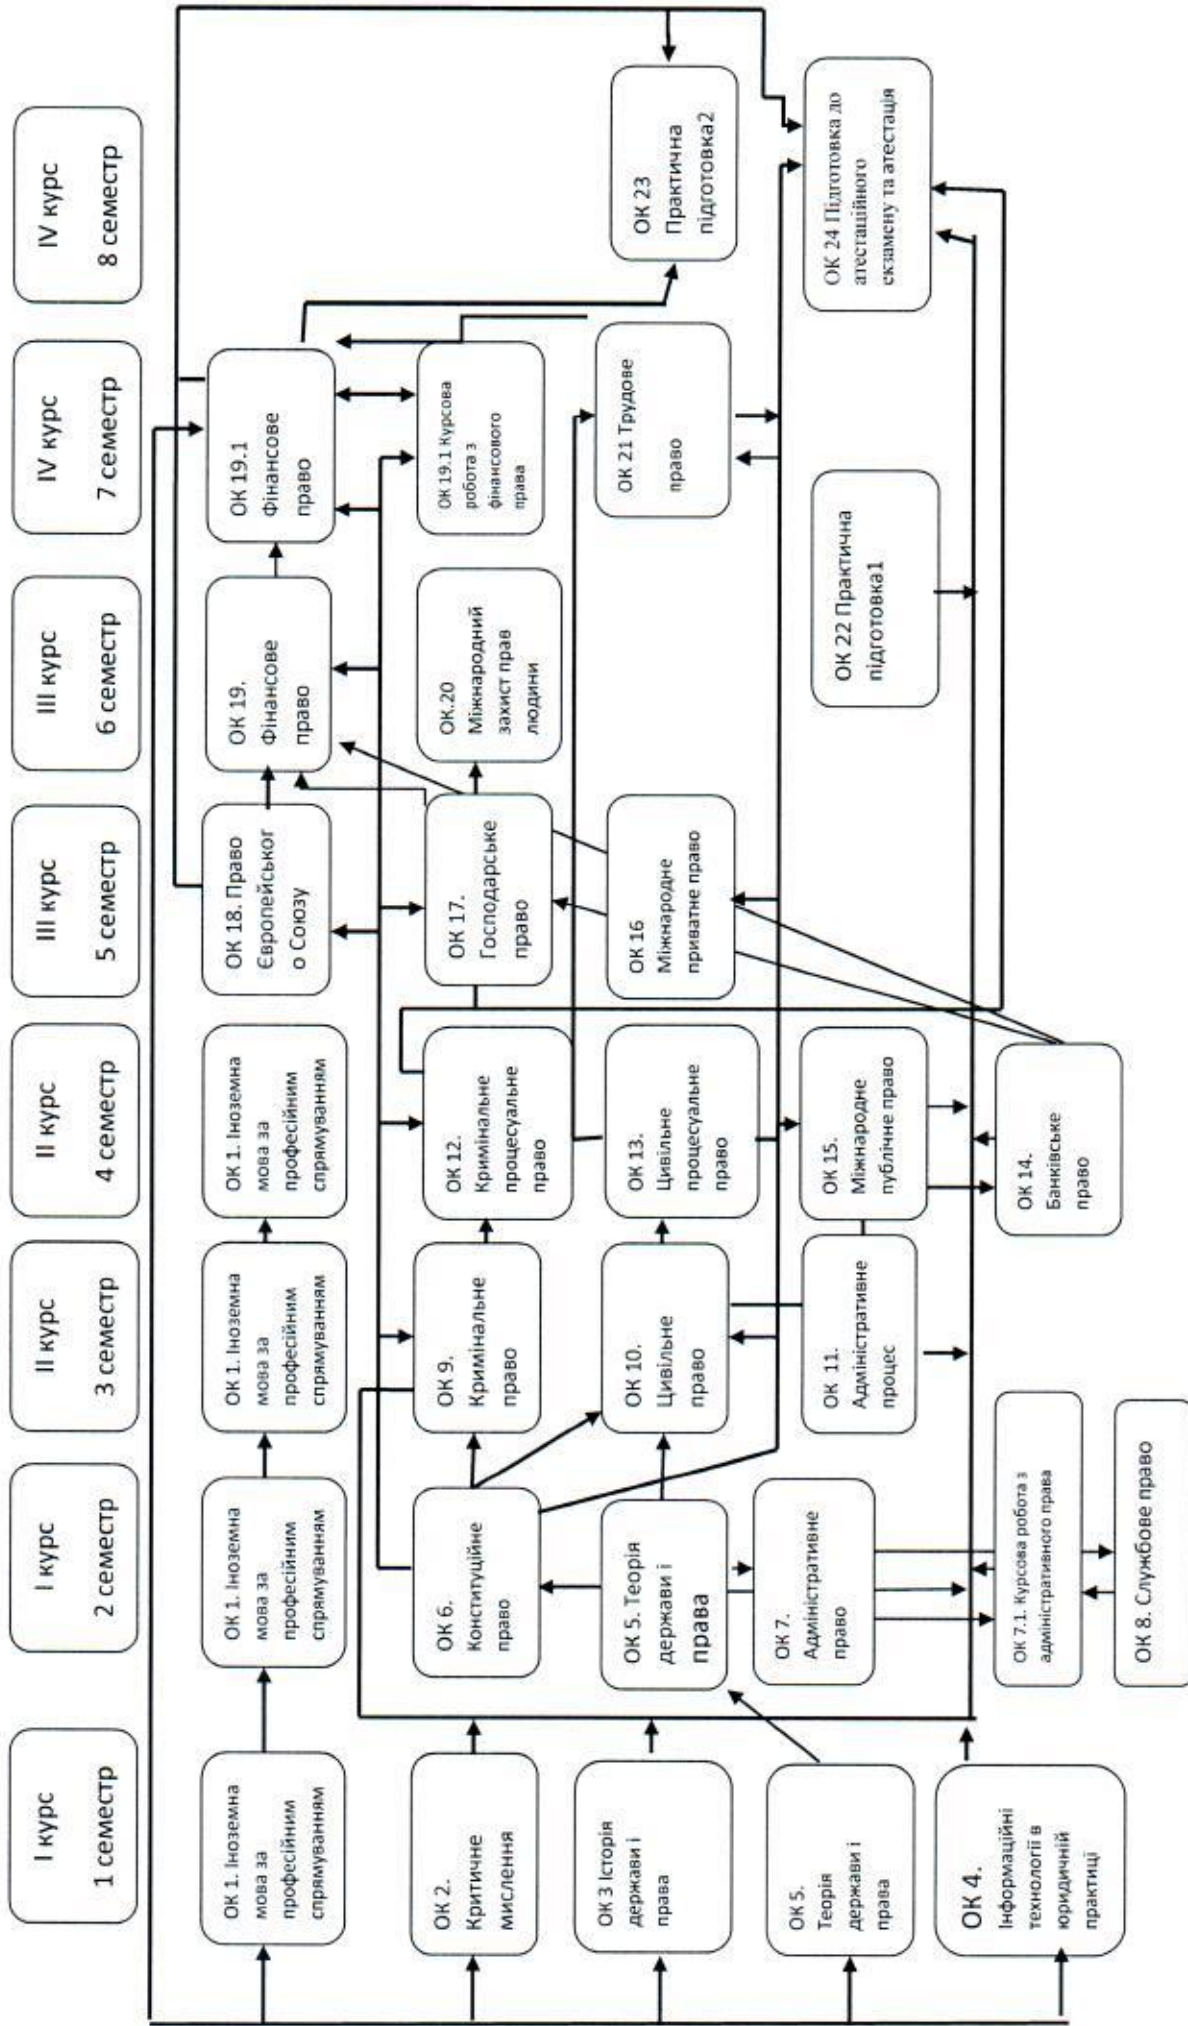 І курс
1 семестр
І курс
2 семестр
ІІ курс
3 семестр
ІІ курс
4 семестр
ІІІ курс
5 семестр
ІІІ курс
6 семестр
IV курс
7 семестр
IV курс
8 семестр
ОК 1. Іноземна
мова за
професійним
спрямуванням
ОК 1. Іноземна
мова за
професійним
спрямуванням
ОК 1. Іноземна
мова за
професійним
спрямуванням
ОК 1. Іноземна
мова за
професійним
спрямуванням
ОК 18. Право
Європейськог
о Союзу
ОК 19.
Фінансове
право
ОК 19.1
Фінансове
право
ОК 2.
Критичне
мислення
ОК 6.
Конституційне
право
ОК 9.
Кримінальне
право
ОК 12.
Кримінальне
процесуальне
право
ОК 17.
Господарське
право
ОК.20
Міжнародний
захист прав
людини
ОК 19.1 Курсова
робота з
фінансового
права
ОК 3 Історія
держави і
права
ОК 5. Теорія
держави і
права
ОК 10.
Цивільне
право
ОК 13.
Цивільне
процесуальне
право
ОК 16
Міжнародне
приватне право
ОК 21 Трудове
право
ОК 23
Практична
підготовка2
ОК 5.
Теорія
держави і
права
ОК 7.
Адміністративне
право
ОК 11.
Адміністративне
процес
ОК 15.
Міжнародне
публічне право
ОК 22 Практична
підготовка1
ОК 24 Підготовка до
атестаційного
екзамену та атестація
ОК 4.
Інформаційні
технології в
юридичній
практиці
ОК 7.1. Курсова робота з
адміністративного права
ОК 14.
Банківське
право
ОК 8. Службове право